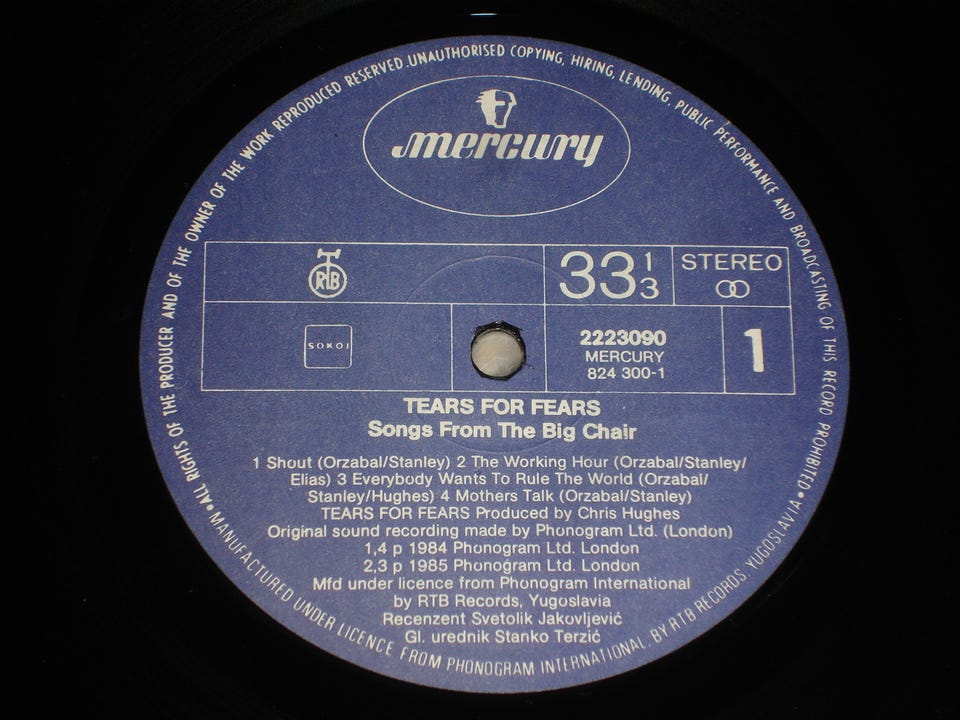 ALL RIGHTS OF THE PRODUCER AND OF THE OWNER OF THE WORK REPRODUCED RESERVED. UNAUTHORISED COPYING, HIRING, LENDING, PUBLIC PERFORMANCE AND BROADCASTING OF THIS RECORD PROHIBITED •
mercury
RTB
33 1/3
STEREO
SOKOJ
2223090
MERCURY
824 300-1
1
TEARS FOR FEARS
Songs From The Big Chair
1 Shout (Orzabal/Stanley) 2 The Working Hour (Orzabal/Stanley/
Elias) 3 Everybody Wants To Rule The World (Orzabal/
Stanley/Hughes) 4 Mothers Talk (Orzabal/Stanley)
TEARS FOR FEARS Produced by Chris Hughes
Original sound recording made by Phonogram Ltd. (London)
1,4 p 1984 Phonogram Ltd. London
2,3 p 1985 Phonogram Ltd. London
Mfd under licence from Phonogram International
by RTB Records, Yugoslavia
Recenzent Svetolik Jakovljević
Gl. urednik Stanko Terzić
• MANUFACTURED UNDER LICENCE FROM PHONOGRAM INTERNATIONAL. BY RTB RECORDS YUGOSLAVIA